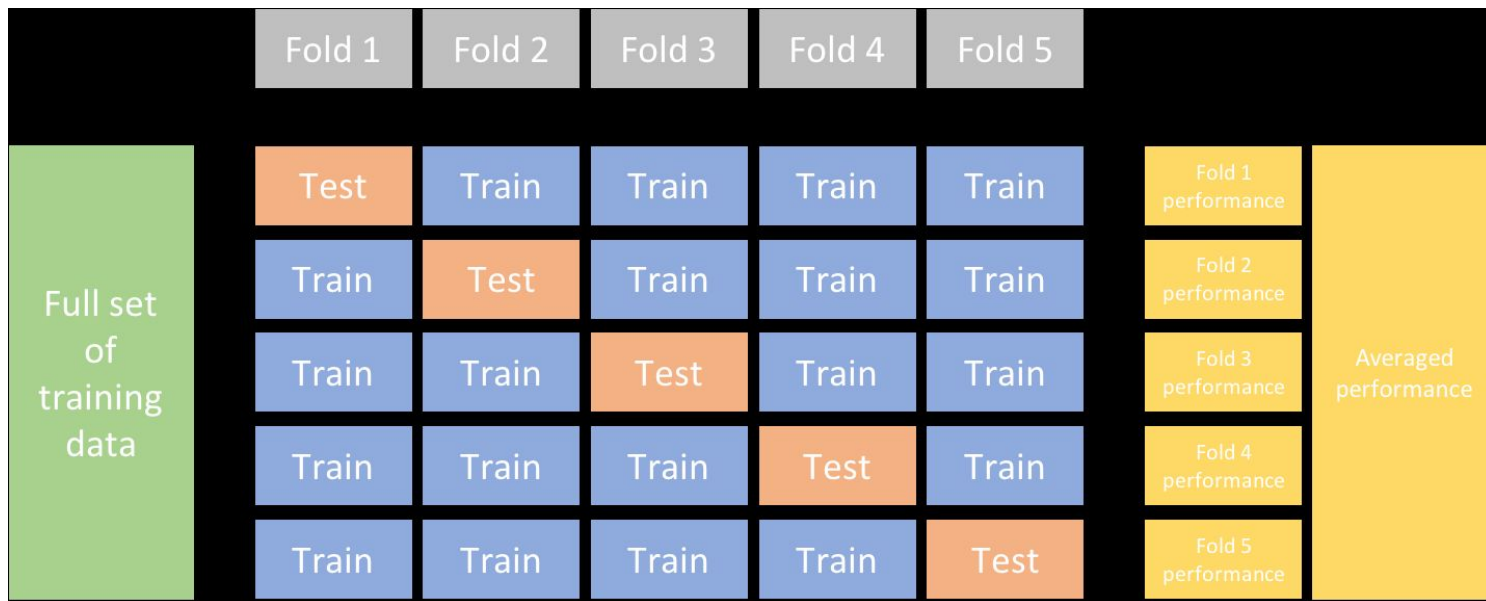 Fold 1 Fold 2 Fold 3 Fold 4 Fold 5
Full set
of
training
data
Test Train Train Train Train
Fold 1
performance
Train Test Train Train Train
Fold 2
performance
Train Train Test Train Train
Fold 3
performance
Train Train Train Test Train
Fold 4
performance
Train Train Train Train Test
Fold 5
performance
Averaged
performance